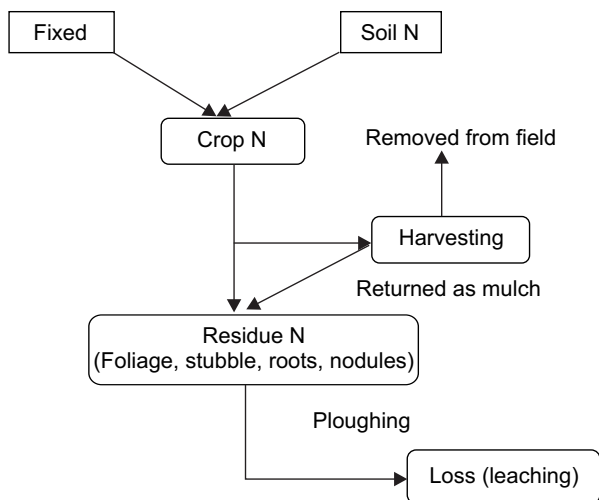 Fixed
Soil N
Crop N
Removed from field
Harvesting
Returned as mulch
Residue N
(Foliage, stubble, roots, nodules)
Ploughing
Loss (leaching)